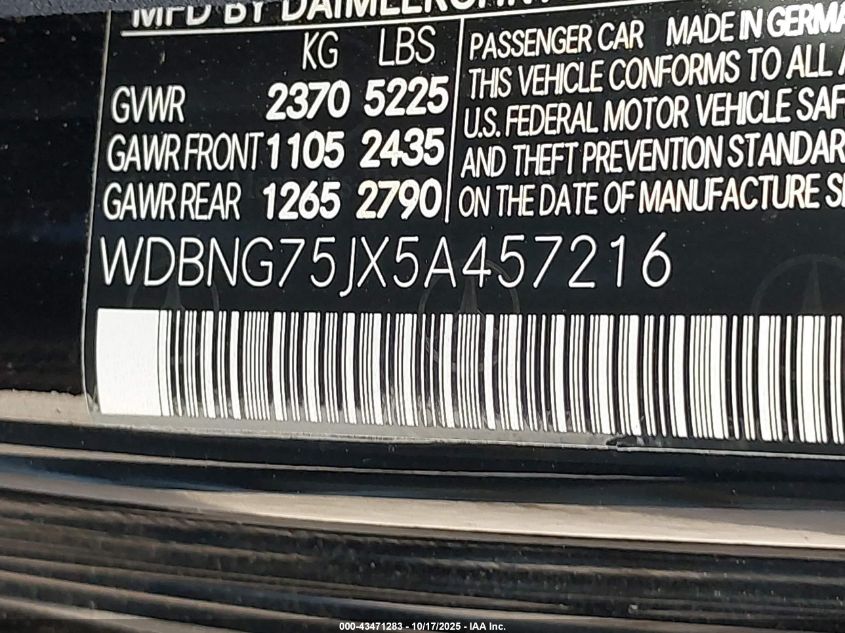 MFD BY
KG LBS
GVWR 2370 5225
GAWR FRONT 1105 2435
GAWR REAR 1265 2790
PASSENGER CAR MADE IN
THIS VEHICLE CONFORMS TO ALL
U.S. FEDERAL MOTOR VEHICLE
AND THEFT PREVENTION
ON THE DATE OF MANUFACTURE
WDBNG75JX5A457216
000-43471283 - 10/17/2025 - IAA Inc.